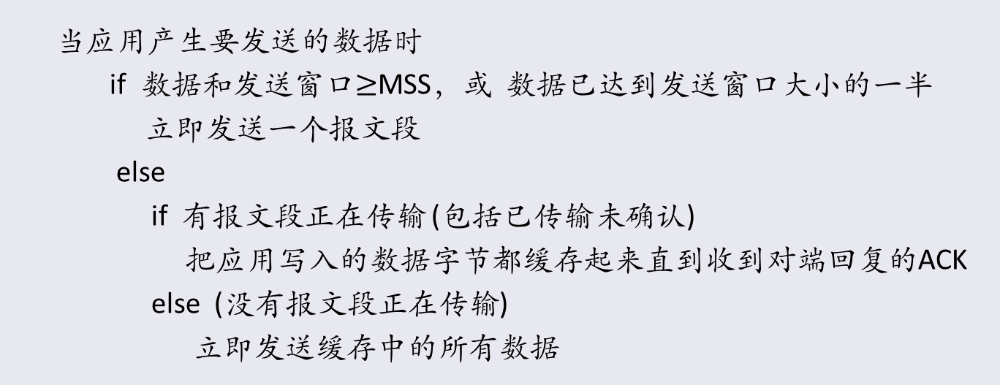 当应用产生要发送的数据时
if 数据和发送窗口≥MSS，或 数据已达到发送窗口大小的一半
立即发送一个报文段
else
if 有报文段正在传输(包括已传输未确认)
把应用写入的数据字节都缓存起来直到收到对端回复的ACK
else (没有报文段正在传输)
立即发送缓存中的所有数据